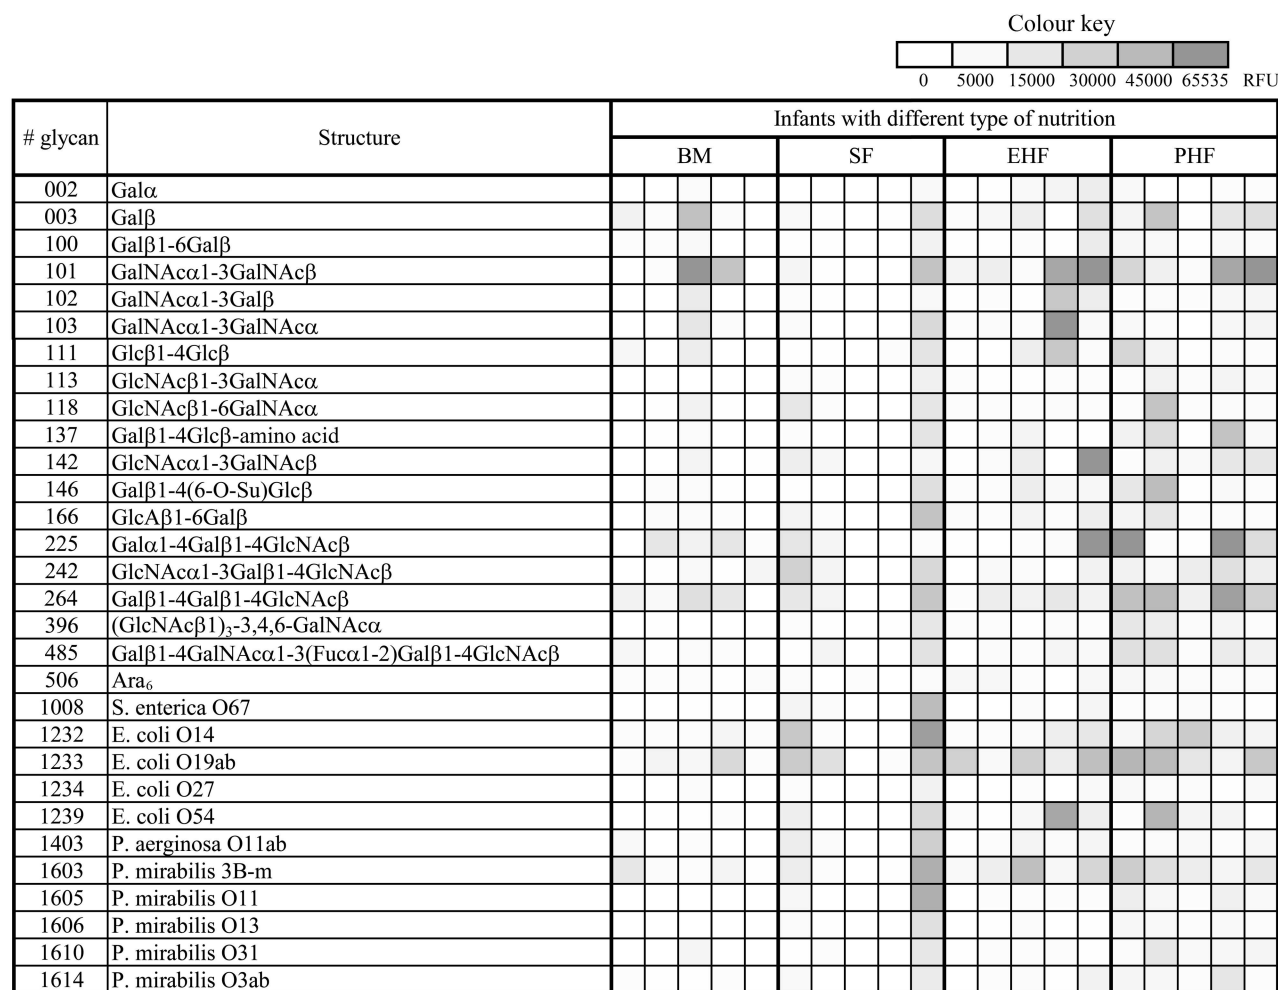 Colour key
0 5000 15000 30000 45000 65535 RFU
# glycan Structure Infants with different type of nutrition
BM SF EHF PHF
002 Galα
003 Galβ
100 Galβ1-6Galβ
101 GalNAcα1-3GalNAcβ
102 GalNAcα1-3Galβ
103 GalNAcα1-3GalNAcα
111 Glcβ1-4Glcβ
113 GlcNAcβ1-3GalNAcα
118 GlcNAcβ1-6GalNAcα
137 Galβ1-4Glcβ-amino acid
142 GlcNAcα1-3GalNAcβ
146 Galβ1-4(6-O-Su)Glcβ
166 GlcAβ1-6Galβ
225 Galα1-4Galβ1-4GlcNAcβ
242 GlcNAcα1-3Galβ1-4GlcNAcβ
264 Galβ1-4Galβ1-4GlcNAcβ
396 (GlcNAcβ1)₃-3,4,6-GalNAcα
485 Galβ1-4GalNAcα1-3(Fucα1-2)Galβ1-4GlcNAcβ
506 Ara₆
1008 S. enterica O67
1232 E. coli O14
1233 E. coli O19ab
1234 E. coli O27
1239 E. coli O54
1403 P. aerginosa O11ab
1603 P. mirabilis 3B-m
1605 P. mirabilis O11
1606 P. mirabilis O13
1610 P. mirabilis O31
1614 P. mirabilis O3ab